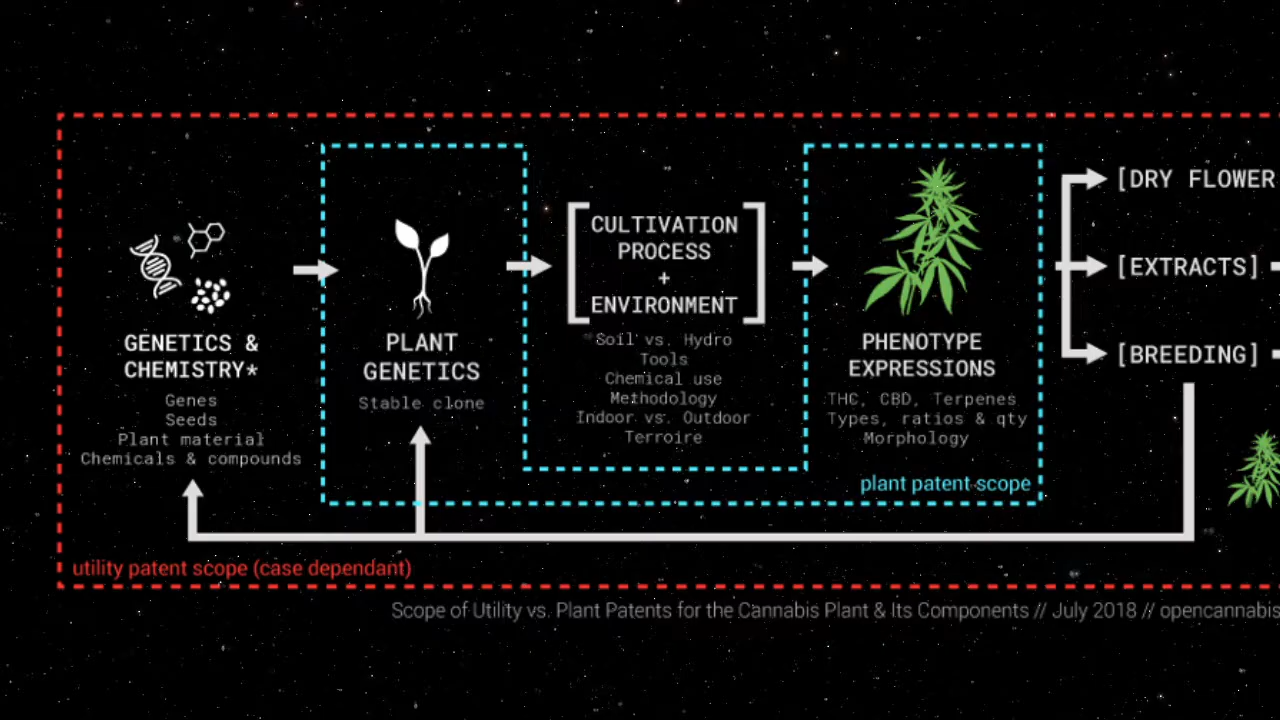 GENETICS &
CHEMISTRY*
Genes
Seeds
Plant material
Chemicals & compounds
PLANT
GENETICS
Stable clone
[CULTIVATION
PROCESS
+
ENVIRONMENT]
Soil vs. Hydro
Tools
Chemical use
Methodology
Indoor vs. Outdoor
Terroire
PHENOTYPE
EXPRESSIONS
THC, CBD, Terpenes
Types, ratios & qty
Morphology
plant patent scope
[DRY FLOWER
[EXTRACTS]
[BREEDING]
utility patent scope (case dependant)
Scope of Utility vs. Plant Patents for the Cannabis Plant & Its Components // July 2018 // opencannabis